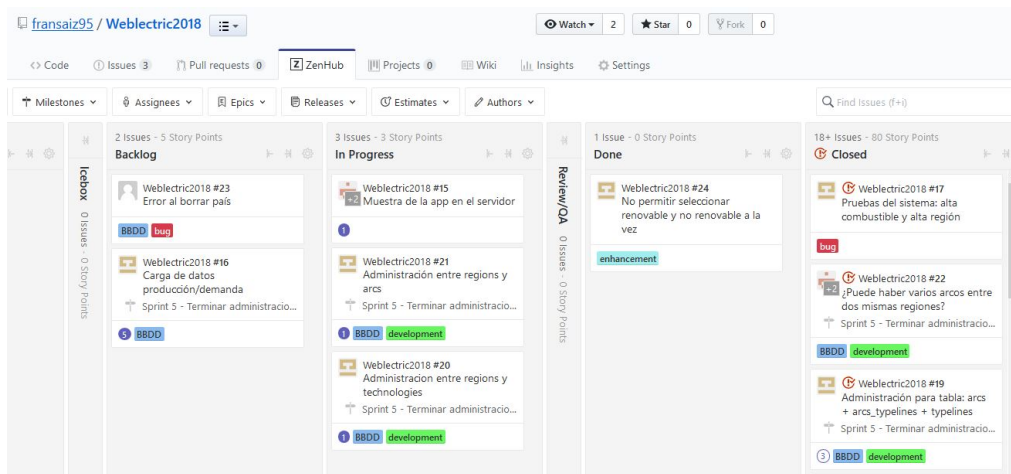 fransaiz95 / Weblectric2018
Watch 2 Star 0 Fork 0
Code Issues 3 Pull requests 0 ZenHub Projects 0 Wiki Insights Settings
Milestones Assignees Epics Releases Estimates Authors Find Issues (f+i)
Icebox 0 Issues - 0 Story Points
2 Issues - 5 Story Points
Backlog
Weblectric2018 #23
Error al borrar país
BBDD bug
Weblectric2018 #16
Carga de datos
producción/demanda
Sprint 5 - Terminar administracio...
5 BBDD
3 Issues - 3 Story Points
In Progress
Weblectric2018 #15
+2 Muestra de la app en el servidor
1
Weblectric2018 #21
Administración entre regions y
arcs
Sprint 5 - Terminar administracio...
1 BBDD development
Weblectric2018 #20
Administracion entre regions y
technologies
Sprint 5 - Terminar administracio...
1 BBDD development
Review/QA 0 Issues - 0 Story Points
1 Issue - 0 Story Points
Done
Weblectric2018 #24
No permitir seleccionar
renovable y no renovable a la
vez
enhancement
18+ Issues - 80 Story Points
Closed
Weblectric2018 #17
Pruebas del sistema: alta
combustible y alta región
bug
Weblectric2018 #22
+2 ¿Puede haber varios arcos entre
dos mismas regiones?
Sprint 5 - Terminar administracio...
BBDD development
Weblectric2018 #19
Administración para tabla: arcs
+ arcs_typelines + typelines
Sprint 5 - Terminar administracio...
3 BBDD development